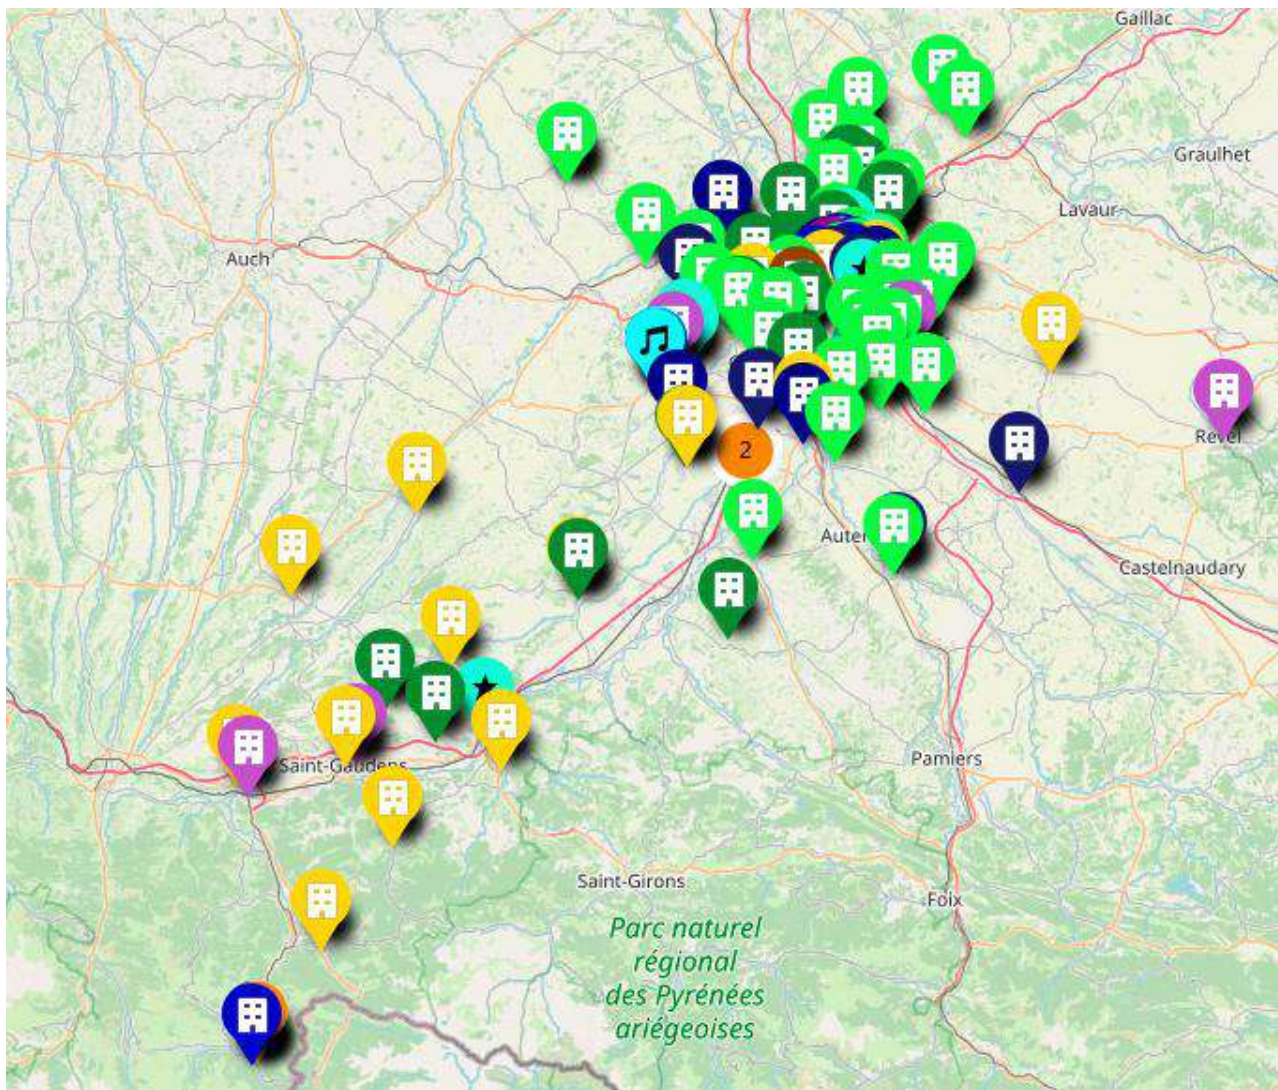 Gaillac
Graulhet
Lavaur
Auch
2
Revel
Castelnaudary
Saint-Gaudens
Pamiers
Saint-Girons
Foix
Parc naturel
régional
des Pyrénées
ariégeoises